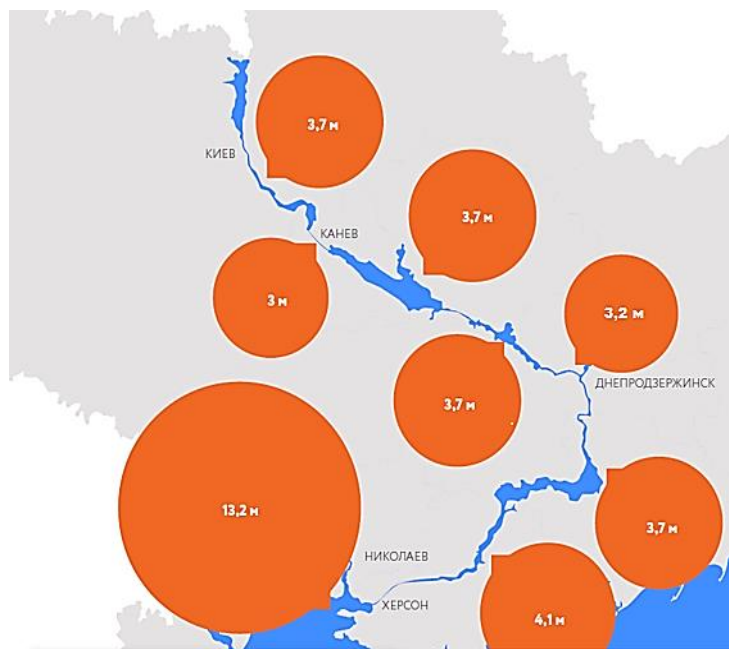 3,7 м
КИЕВ
3,7 м
КАНЕВ
3 м
3,2 м
ДНЕПРОДЗЕРЖИНСК
3,7 м
13,2 м
3,7 м
НИКОЛАЕВ
ХЕРСОН
4,1 м